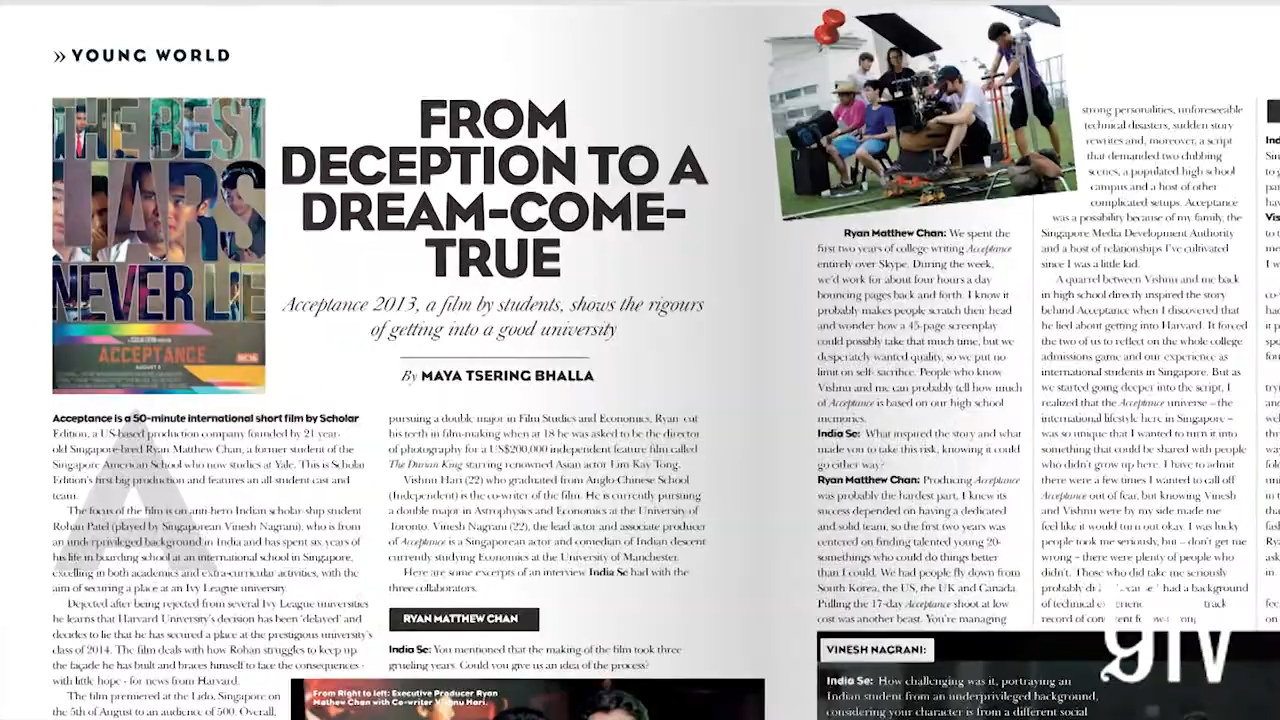 » YOUNG WORLD
THE BEST
LIARS
NEVER LIE
ACCEPTANCE
AUGUST 5
NC16
FROM
DECEPTION TO A
DREAM-COME-
TRUE
Acceptance 2013, a film by students, shows the rigours
of getting into a good university
By MAYA TSERING BHALLA
Acceptance is a 50-minute international short film by Scholar
Edition, a US-based production company founded by 21 year-
old Singapore-bred Ryan Matthew Chan, a former student of the
Singapore American School who now studies at Yale. This is Scholar
Edition's first big production and features an all-student cast and
team.
The focus of the film is on anti-hero Indian scholar-ship student
Rohan Patel (played by Singaporean Vinesh Nagrani), who is from
an underprivileged background in India and has spent six years of
his life in boarding school at an international school in Singapore,
excelling in both academics and extra-curricular activities, with the
aim of securing a place at an Ivy League university.
Dejected after being rejected from several Ivy League universities
he learns that Harvard University's decision has been 'delayed' and
decides to lie that he has secured a place at the prestigious university's
class of 2014. The film deals with how Rohan struggles to keep up
the façade he has built and braces himself to face the consequences -
with little hope - for news from Harvard.
The film premiered at the Lido, Singapore on
the 5th of August to an audience of 500. Overall,
pursuing a double major in Film Studies and Economics, Ryan cut
his teeth in film-making when at 18 he was asked to be the director
of photography for a US$200,000 independent feature film called
The Durian King starring renowned Asian actor Lim Kay Tong.
Vishnu Hari (22) who graduated from Anglo-Chinese School
(Independent) is the co-writer of the film. He is currently pursuing
a double major in Astrophysics and Economics at the University of
Toronto. Vinesh Nagrani (22), the lead actor and associate producer
of Acceptance is a Singaporean actor and comedian of Indian descent
currently studying Economics at the University of Manchester.
Here are some excerpts of an interview India Se had with the
three collaborators.
RYAN MATTHEW CHAN
India Se: You mentioned that the making of the film took three
grueling years. Could you give us an idea of the process?
From Right to left: Executive Producer Ryan
Mathew Chan with Co-writer Vishnu Hari.
Ryan Matthew Chan: We spent the
first two years of college writing Acceptance
entirely over Skype. During the week,
we'd work for about four hours a day
bouncing pages back and forth. I know it
probably makes people scratch their head
and wonder how a 45-page screenplay
could possibly take that much time, but we
desperately wanted quality, so we put no
limit on self- sacrifice. People who know
Vishnu and me can probably tell how much
of Acceptance is based on our high school
memories.
India Se: What inspired the story and what
made you to take this risk, knowing it could
go either way?
Ryan Matthew Chan: Producing Acceptance
was probably the hardest part. I knew its
success depended on having a dedicated
and solid team, so the first two years was
centered on finding talented young 20-
somethings who could do things better
than I could. We had people fly down from
South Korea, the US, the UK and Canada.
Pulling the 17-day Acceptance shoot at low
cost was another beast. You're managing
strong personalities, unforeseeable
technical disasters, sudden story
rewrites and, moreover, a script
that demanded two clubbing
scenes, a populated high school
campus and a host of other
complicated setups. Acceptance
was a possibility because of my family, the
Singapore Media Development Authority
and a host of relationships I've cultivated
since I was a little kid.
A quarrel between Vishnu and me back
in high school directly inspired the story
behind Acceptance when I discovered that
he lied about getting into Harvard. It forced
the two of us to reflect on the whole college
admissions game and our experience as
international students in Singapore. But as
we started going deeper into the script, I
realized that the Acceptance universe – the
international lifestyle here in Singapore –
was so unique that I wanted to turn it into
something that could be shared with people
who didn't grow up here. I have to admit
there were a few times I wanted to call off
Acceptance out of fear, but knowing Vinesh
and Vishnu were by my side made me
feel like it would turn out okay. I was lucky
people took me seriously, but – don't get me
wrong – there were plenty of people who
didn't. Those who did take me seriously
probably had a background
of technical track
record of
VINESH NAGRANI:
India Se: How challenging was it, portraying an
Indian student from an underprivileged background,
considering your character is from a different social